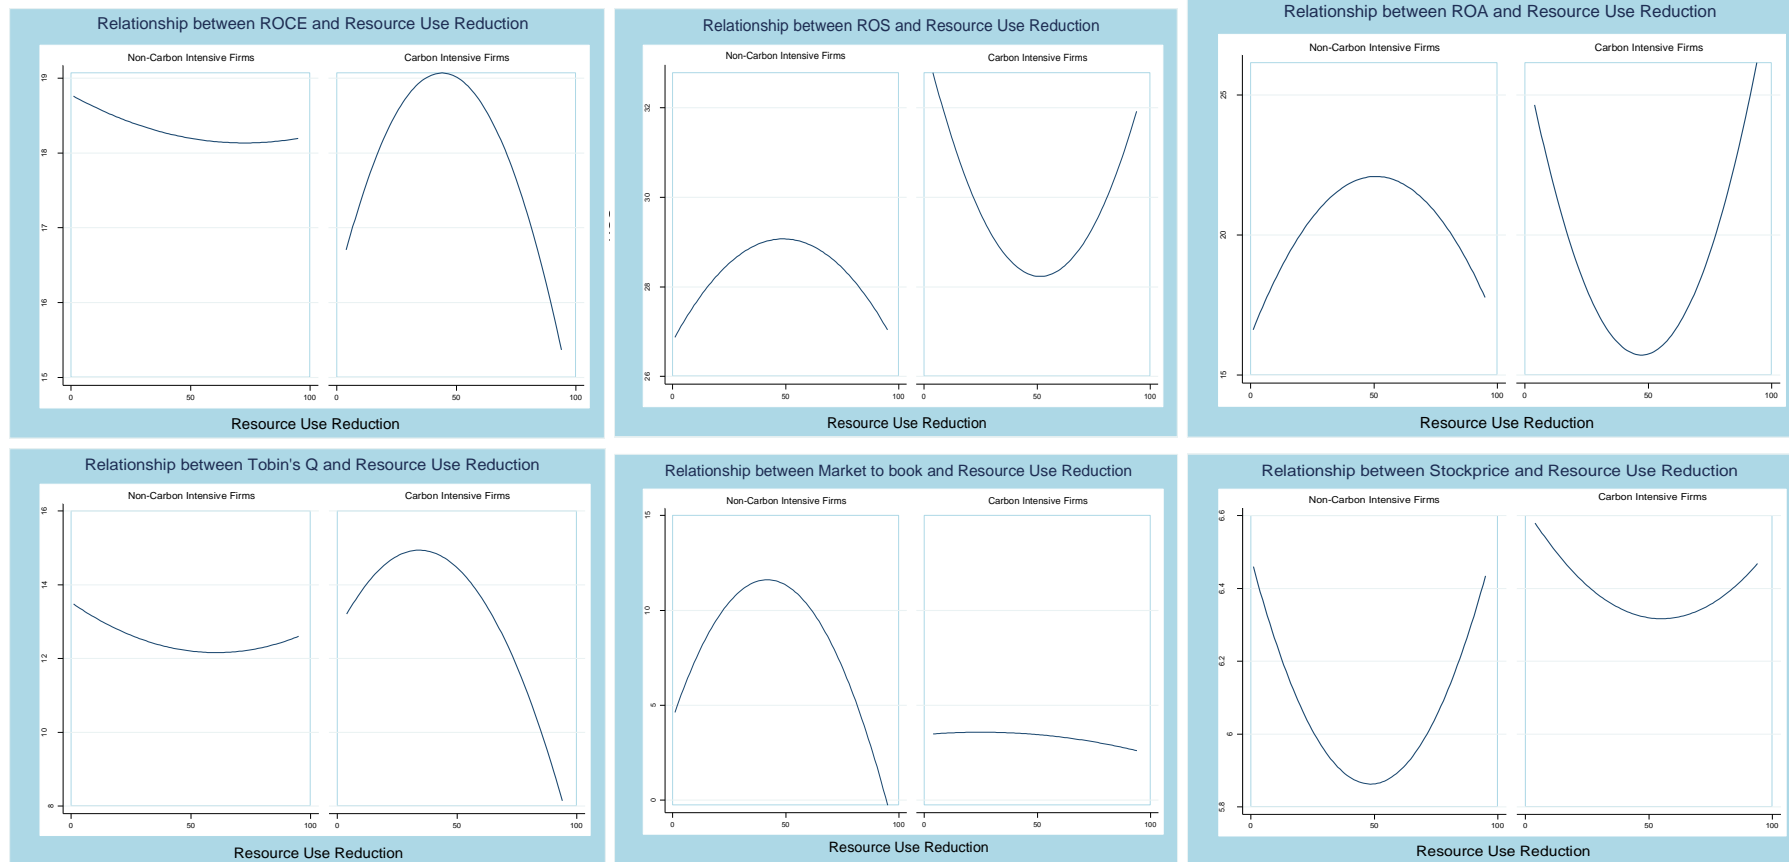 Relationship between ROCE and Resource Use Reduction
Non-Carbon Intensive Firms
Carbon Intensive Firms
19
18
17
16
15
0 50 100
0 50 100
Resource Use Reduction
Relationship between ROS and Resource Use Reduction
Non-Carbon Intensive Firms
Carbon Intensive Firms
32
30
28
26
0 50 100
0 50 100
Resource Use Reduction
Relationship between ROA and Resource Use Reduction
Non-Carbon Intensive Firms
Carbon Intensive Firms
25
20
15
0 50 100
0 50 100
Resource Use Reduction
Relationship between Tobin's Q and Resource Use Reduction
Non-Carbon Intensive Firms
Carbon Intensive Firms
16
14
12
10
8
0 50 100
0 50 100
Resource Use Reduction
Relationship between Market to book and Resource Use Reduction
Non-Carbon Intensive Firms
Carbon Intensive Firms
15
10
5
0
0 50 100
0 50 100
Resource Use Reduction
Relationship between Stockprice and Resource Use Reduction
Non-Carbon Intensive Firms
Carbon Intensive Firms
6.6
6.4
6.2
6
5.8
0 50 100
0 50 100
Resource Use Reduction